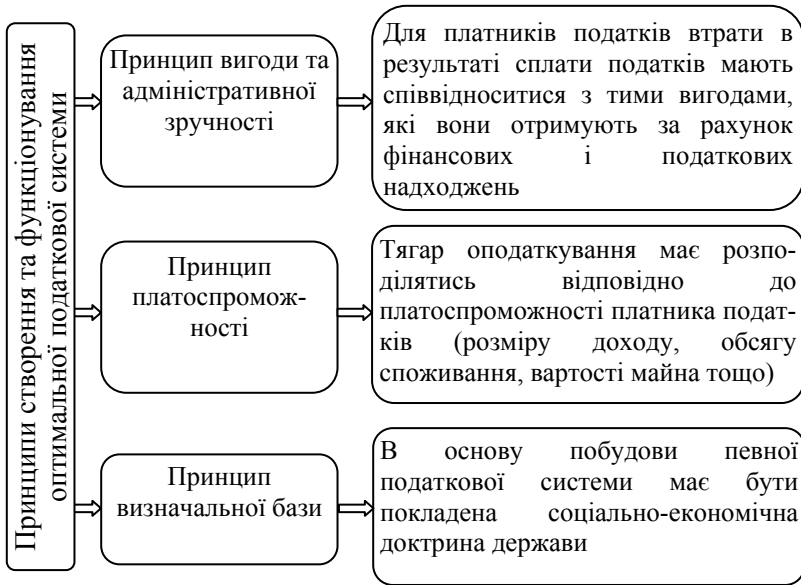 Принципи створення та функціонування
оптимальної податкової системи
Принцип вигоди та
адміністративної
зручності
Для платників податків втрати в
результаті сплати податків мають
співвідноситися з тими вигодами,
які вони отримують за рахунок
фінансових і податкових
надходжень
Принцип
платоспромож-
ності
Тягар оподаткування має розпо-
ділятись відповідно до
платоспроможності платника подат-
ків (розміру доходу, обсягу
споживання, вартості майна тощо)
Принцип
визначальної бази
В основу побудови певної
податкової системи має бути
покладена соціально-економічна
доктрина держави